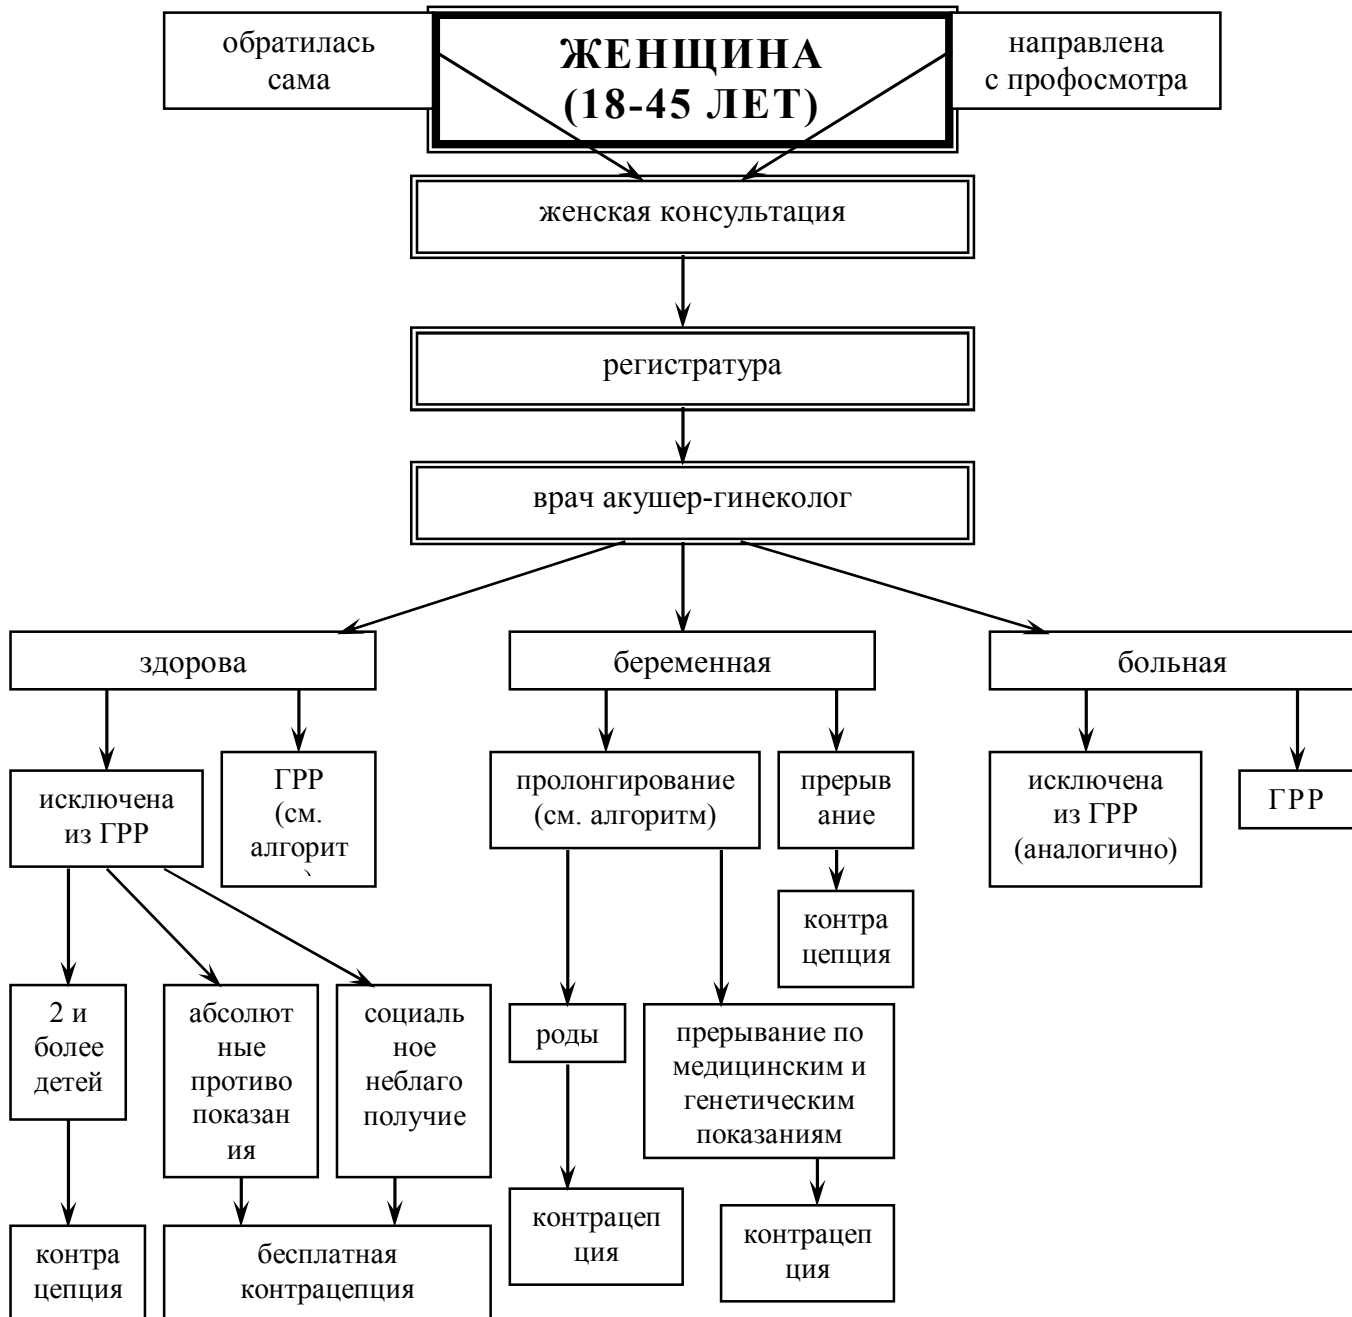 обратилась
сама
ЖЕНЩИНА
(18-45 ЛЕТ)
направлена
с профосмотра
женская консультация
регистратура
врач акушер-гинеколог
здорова
беременная
больная
исключена
из ГРР
ГРР
(см.
алгорит
пролонгирование
(см. алгоритм)
прерыв
ание
исключена
из ГРР
(аналогично)
ГРР
контра
цепция
2 и
более
детей
абсолют
ные
противо
показан
ия
социаль
ное
неблаго
получие
роды
прерывание по
медицинским и
генетическим
показаниям
контра
цепция
бесплатная
контрацепция
контрацеп
ция
контрацеп
ция